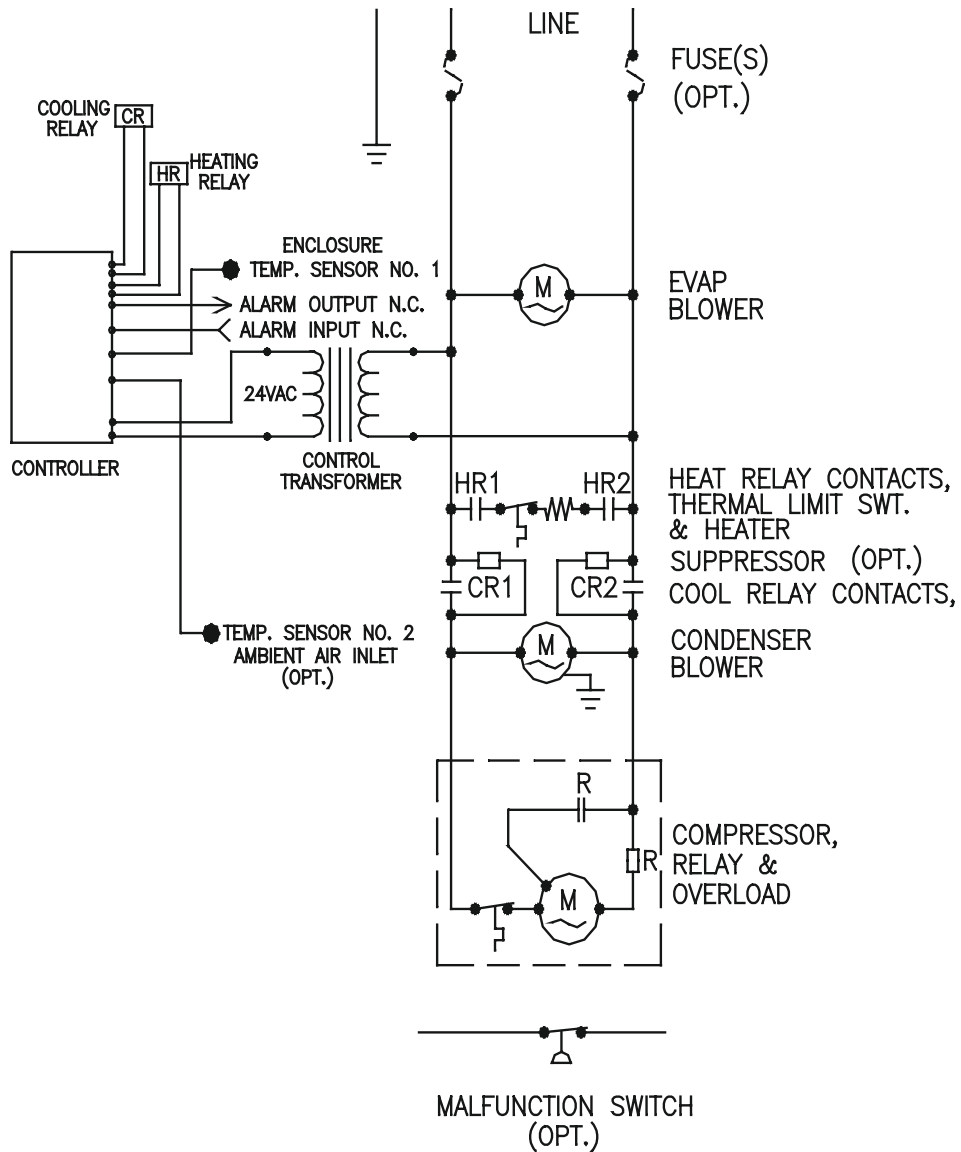 LINE
FUSE(S)
(OPT.)
COOLING
RELAY
CR
HR
HEATING
RELAY
ENCLOSURE
TEMP. SENSOR NO. 1
ALARM OUTPUT N.C.
ALARM INPUT N.C.
M
EVAP
BLOWER
24VAC
CONTROLLER
CONTROL
TRANSFORMER
HR1
HR2
HEAT RELAY CONTACTS,
THERMAL LIMIT SWT.
& HEATER
SUPPRESSOR (OPT.)
CR1
CR2
COOL RELAY CONTACTS,
TEMP. SENSOR NO. 2
AMBIENT AIR INLET
(OPT.)
M
CONDENSER
BLOWER
R
COMPRESSOR,
R
RELAY &
OVERLOAD
M
MALFUNCTION SWITCH
(OPT.)